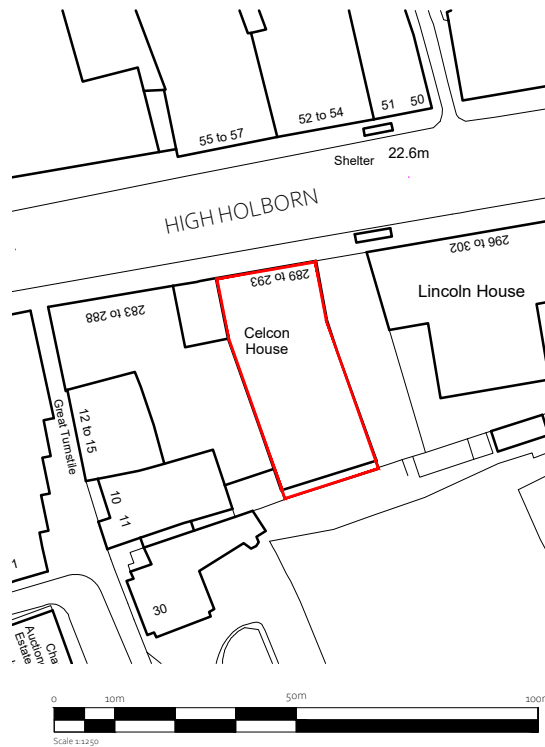 52 to 54
51
50
55 to 57
Shelter
22.6m
HIGH HOLBORN
296 to 302
289 to 293
Lincoln House
283 to 288
Celcon
House
Great Turnstile
12 to 15
10
11
1
30
Cha
Auction
Estate
0
10m
50m
100m
Scale 1:1250